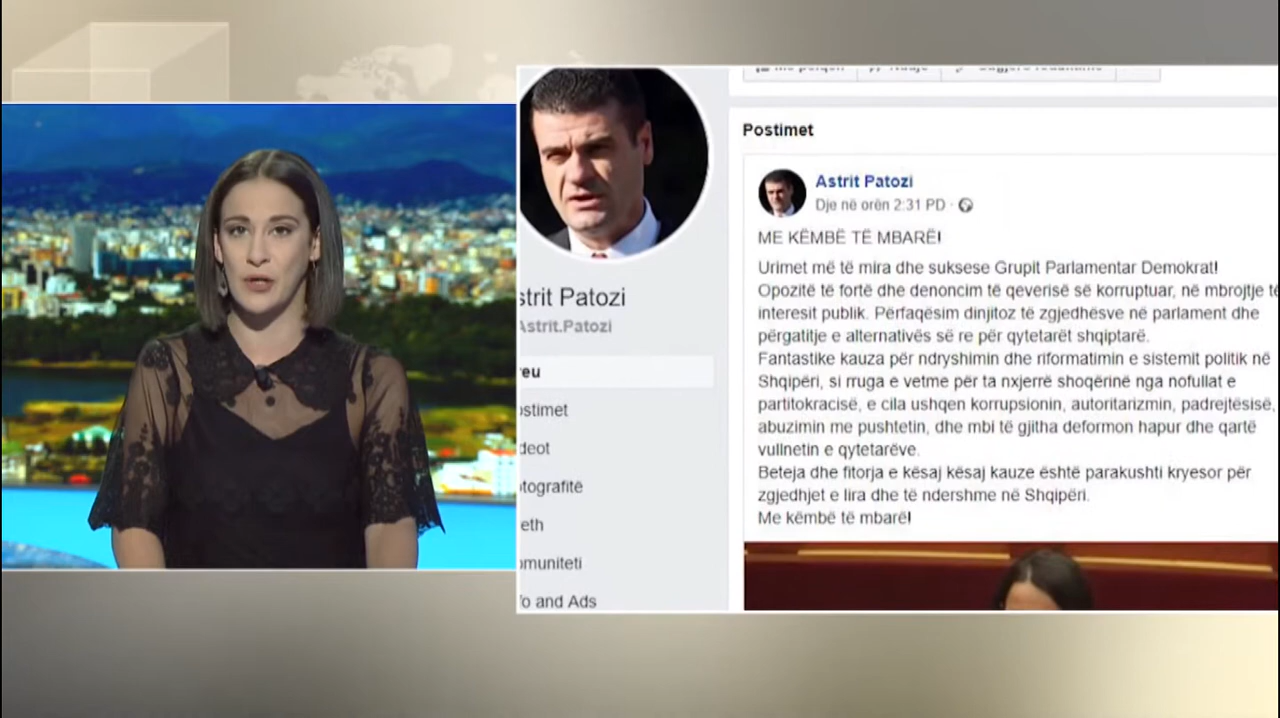 strit Patozi
Astrit.Patozi
reu
ostimet
deot
otografitë
eth
omuniteti
fo and Ads
Postimet
Astrit Patozi
Dje në orën 2:31 PD ·
ME KËMBË TË MBARË!
Urimet më të mira dhe suksese Grupit Parlamentar Demokrat!
Opozitë të fortë dhe denoncim të qeverisë së korruptuar, në mbrojtje të
interesit publik. Përfaqësim dinjitoz të zgjedhësve në parlament dhe
përgatitje e alternativës së re për qytetarët shqiptarë.
Fantastike kauza për ndryshimin dhe riformatimin e sistemit politik në
Shqipëri, si rruga e vetme për ta nxjerrë shoqërinë nga nofullat e
partitokracisë, e cila ushqen korrupsionin, autoritarizmin, padrejtësisë,
abuzimin me pushtetin, dhe mbi të gjitha deformon hapur dhe qartë
vullnetin e qytetarëve.
Beteja dhe fitorja e kësaj kësaj kauze është parakushti kryesor për
zgjedhjet e lira dhe të ndershme në Shqipëri.
Me këmbë të mbarë!